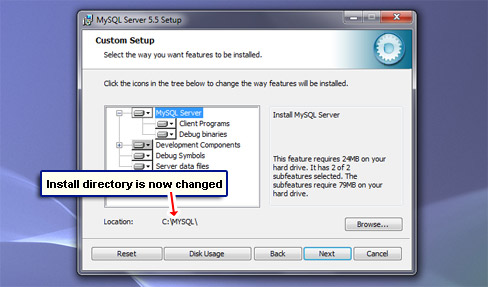 MySQL Server 5.5 Setup
Custom Setup
Select the way you want features to be installed.
Click the icons in the tree below to change the way features will be installed.
MySQL Server
Client Programs
Debug binaries
Development Components
Debug Symbols
Server data files
Install MySQL Server
This feature requires 24MB on your
hard drive. It has 2 of 2
subfeatures selected. The
subfeatures require 79MB on your
hard drive.
Install directory is now changed
Location:
C:\MYSQL\
Browse...
Reset
Disk Usage
Back
Next
Cancel